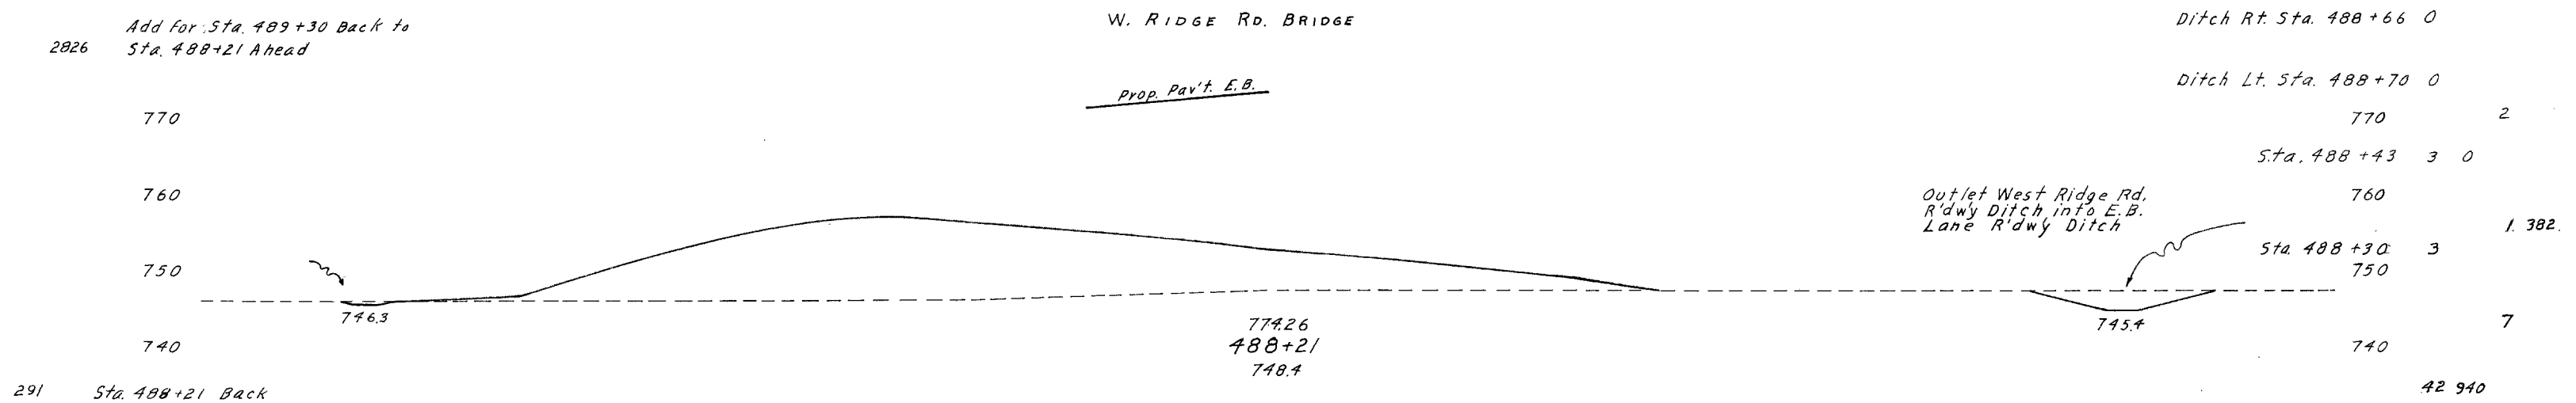 Add for Sta. 489+30 Back to
2826 Sta. 488+21 Ahead
W. RIDGE RD. BRIDGE
Ditch Rt. Sta. 488+66 0
Ditch Lt. Sta. 488+70 0
Prop. Pav't. E.B.
770 770 2
Sta. 488+43 3 0
760 760
Outlet West Ridge Rd.
R'dw'y Ditch into E.B.
Lane R'dw'y Ditch
1 382
Sta. 488+30 3
750 750
746.3 774.26 745.4 7
740 488+21 740
748.4
291 Sta. 488+21 Back 42 940